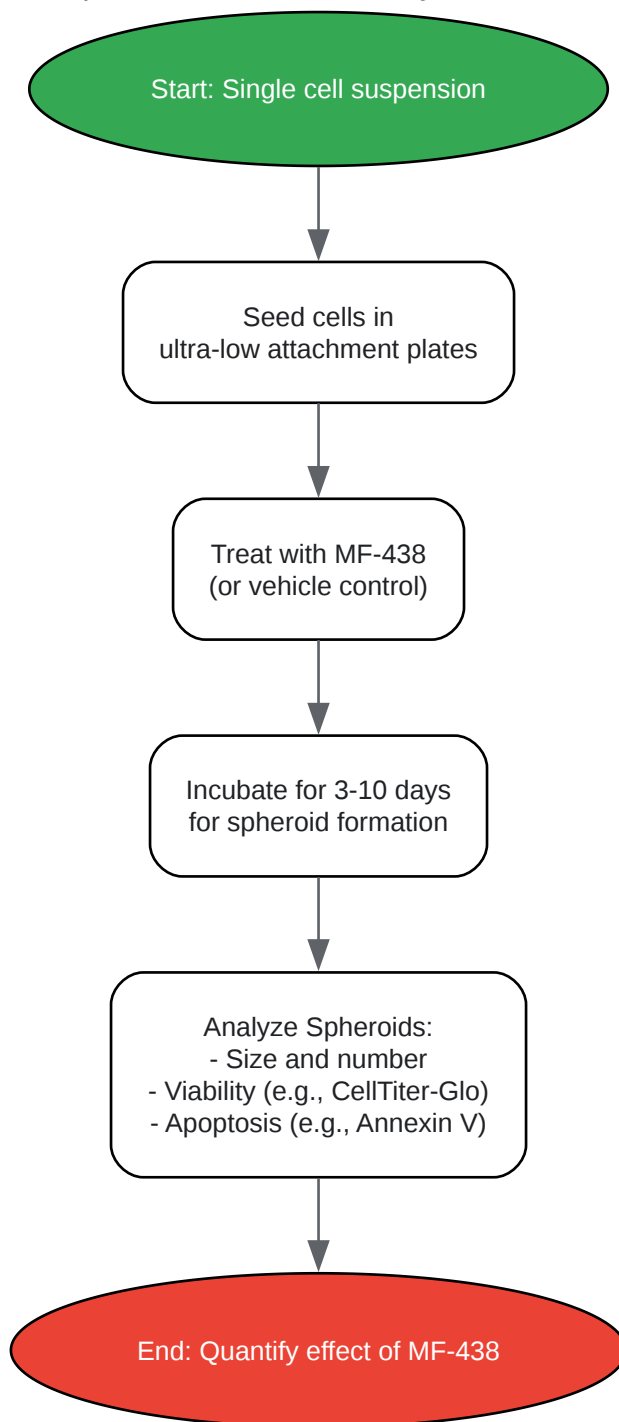 Start: Single cell suspension
Seed cells in
ultra-low attachment plates
Treat with MF-438
(or vehicle control)
Incubate for 3-10 days
for spheroid formation
Analyze Spheroids:
- Size and number
- Viability (e.g., CellTiter-Glo)
- Apoptosis (e.g., Annexin V)
End: Quantify effect of MF-438